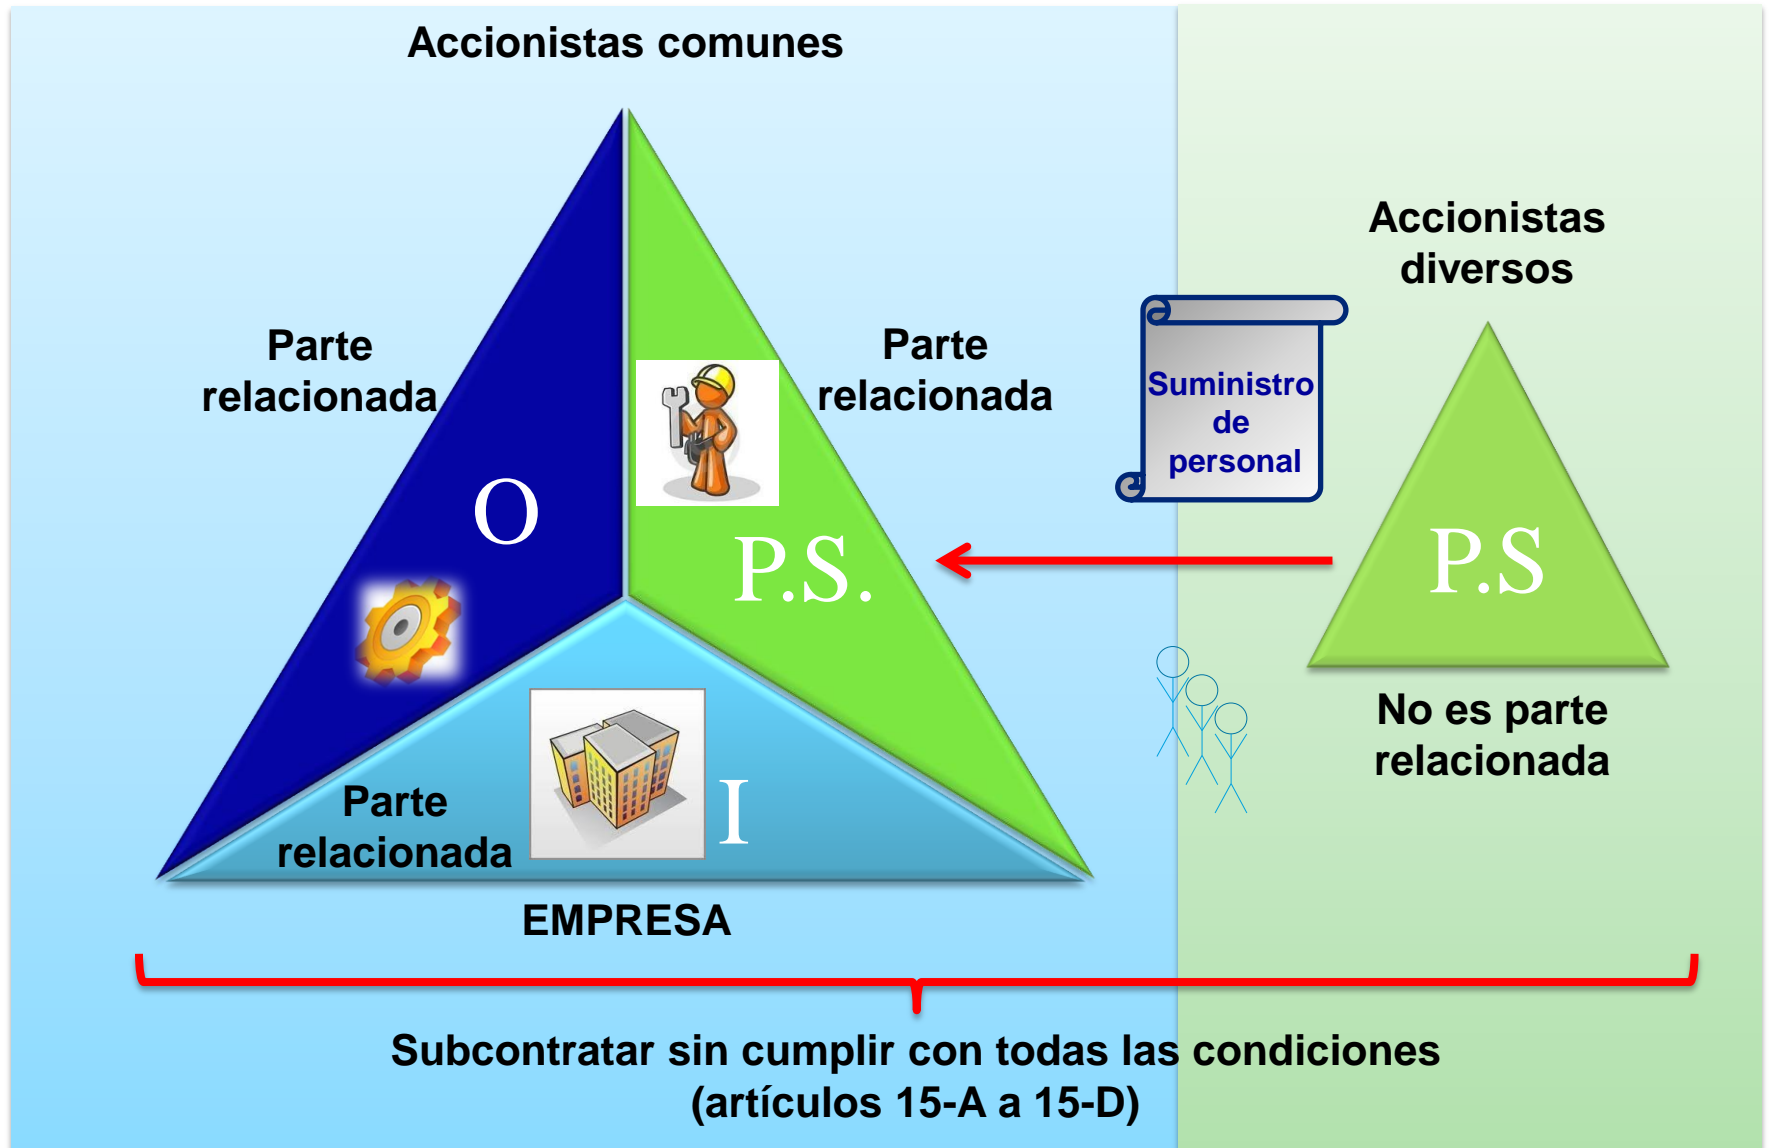 Accionistas comunes
Accionistas
diversos
Parte
relacionada
Parte
relacionada
Suministro
de
personal
O
P.S.
P.S
No es parte
relacionada
Parte
relacionada
I
EMPRESA
Subcontratar sin cumplir con todas las condiciones
(artículos 15-A a 15-D)